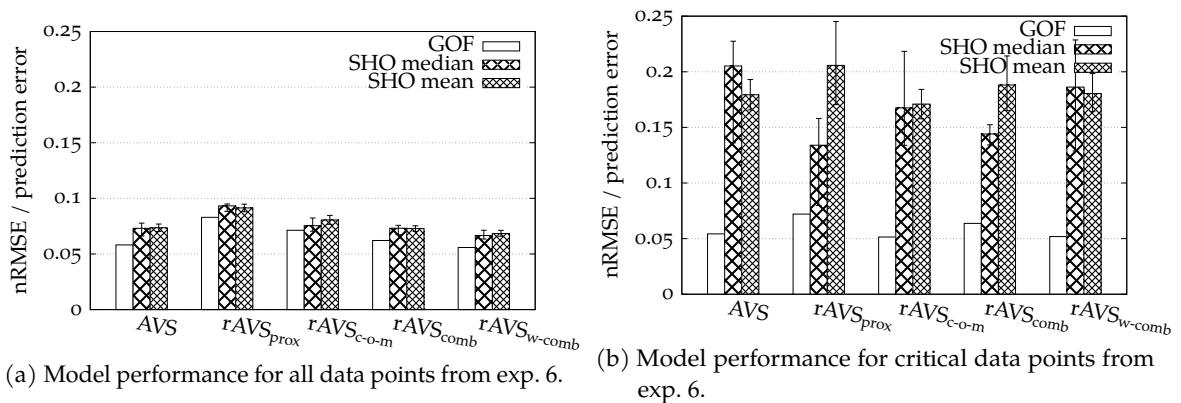 nRMSE / prediction error
0.25
0.2
0.15
0.1
0.05
0
GOF
SHO median
SHO mean
AVS
rAVSprox
rAVSc-o-m
rAVScomb
rAVSw-comb
(a) Model performance for all data points from exp. 6.
nRMSE / prediction error
0.25
0.2
0.15
0.1
0.05
0
GOF
SHO median
SHO mean
AVS
rAVSprox
rAVSc-o-m
rAVScomb
rAVSw-comb
(b) Model performance for critical data points from
exp. 6.